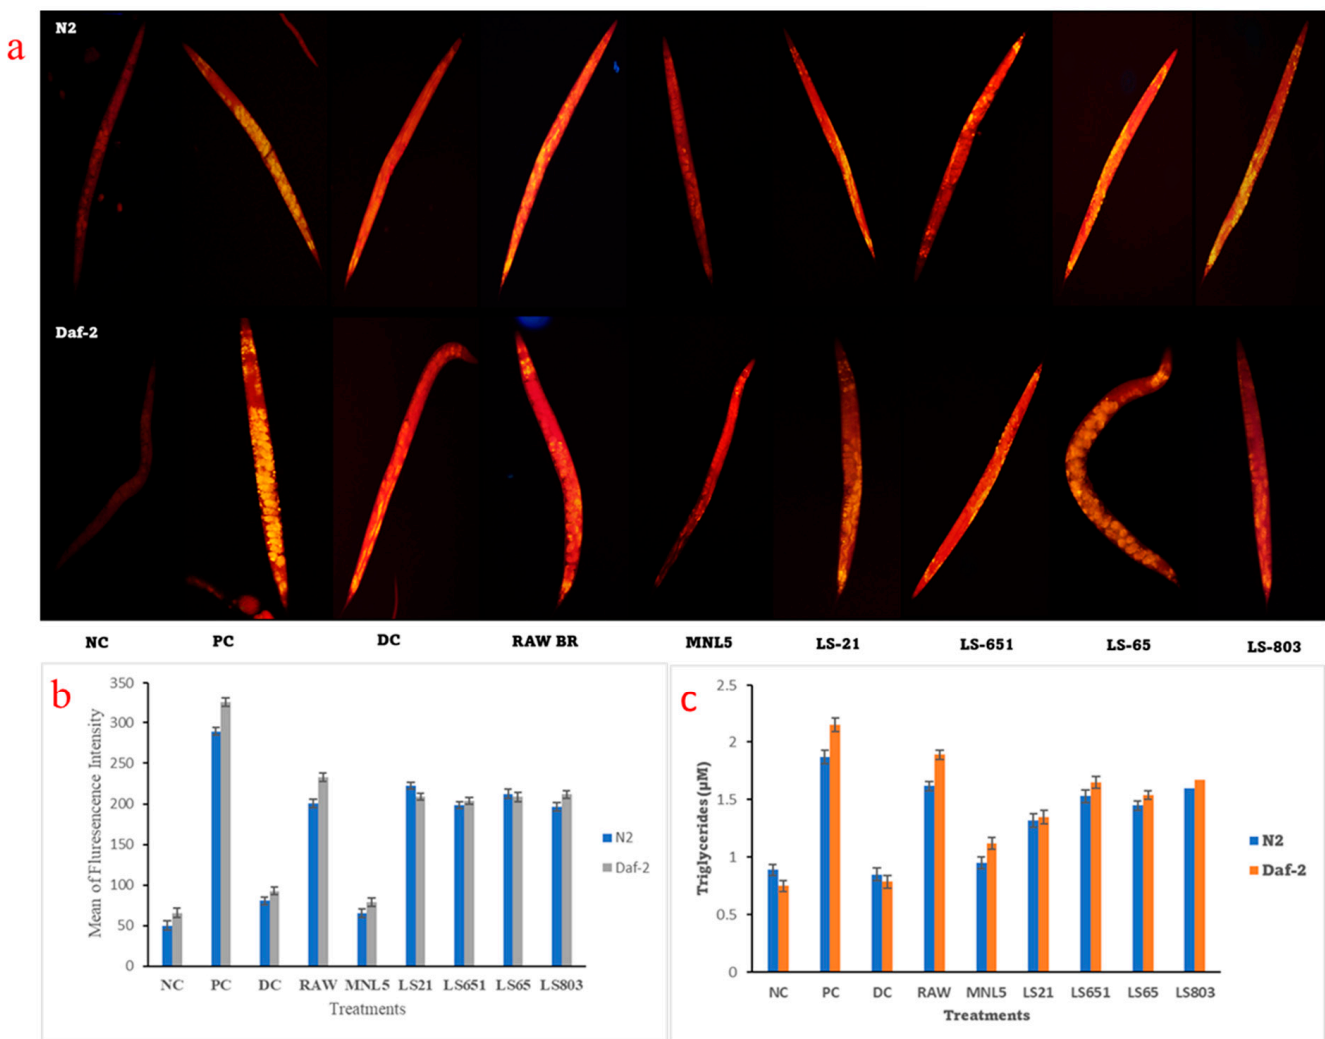 a
N2
Daf-2
NC PC DC RAW BR MNL5 LS-21 LS-651 LS-65 LS-803
b
350
300
250
200
150
100
50
0
Mean of Fluresencence Intensity
NC PC DC RAW MNL5 LS21 LS651 LS65 LS803
Treatments
N2
Daf-2
c
2.5
2
1.5
1
0.5
0
Triglycerides (µM)
NC PC DC RAW MNL5 LS21 LS651 LS65 LS803
Treatments
N2
Daf-2